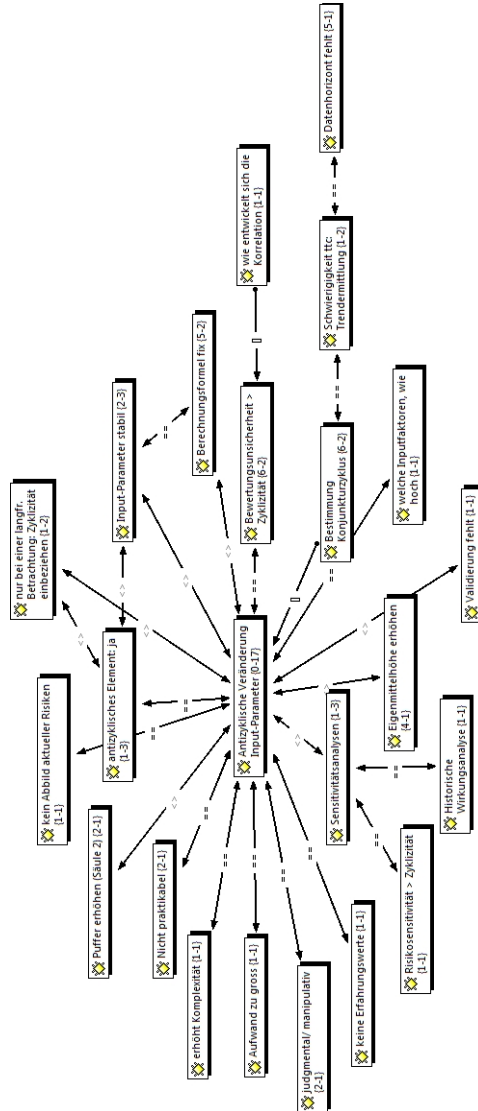 nur bei einer langfr.
Betrachtung: Zyklizität
einbeziehen {1-2}
kein Abbild aktueller Risiken
{1-1}
Puffer erhöhen (Säule 2) {2-1}
antizyklisches Element: ja
{1-3}
Input-Parameter stabil {2-3}
Nicht praktikabel {2-1}
Berechnungsformel fix {5-2}
erhöht Komplexität {1-1}
Antizyklische Veränderung
Input-Parameter {0-17}
Bewertungsunsicherheit >
Zyklizität {6-2}
wie entwickelt sich die
Korrelation {1-1}
Aufwand zu gross {1-1}
judgmental/ manipulativ
{2-1}
Bestimmung
Konjunkturzyklus {6-2}
Schwierigigkeit ttc:
Trendermittlung {1-2}
Datenhorizont fehlt {5-1}
keine Erfahrungswerte {1-1}
Sensitivitätsanalysen {1-3}
Eigenmittelhöhe erhöhen
{4-1}
welche Inputfaktoren, wie
hoch {1-1}
Risikosensitivität > Zyklizität
{1-1}
Historische
Wirkungsanalyse {1-1}
Validierung fehlt {1-1}